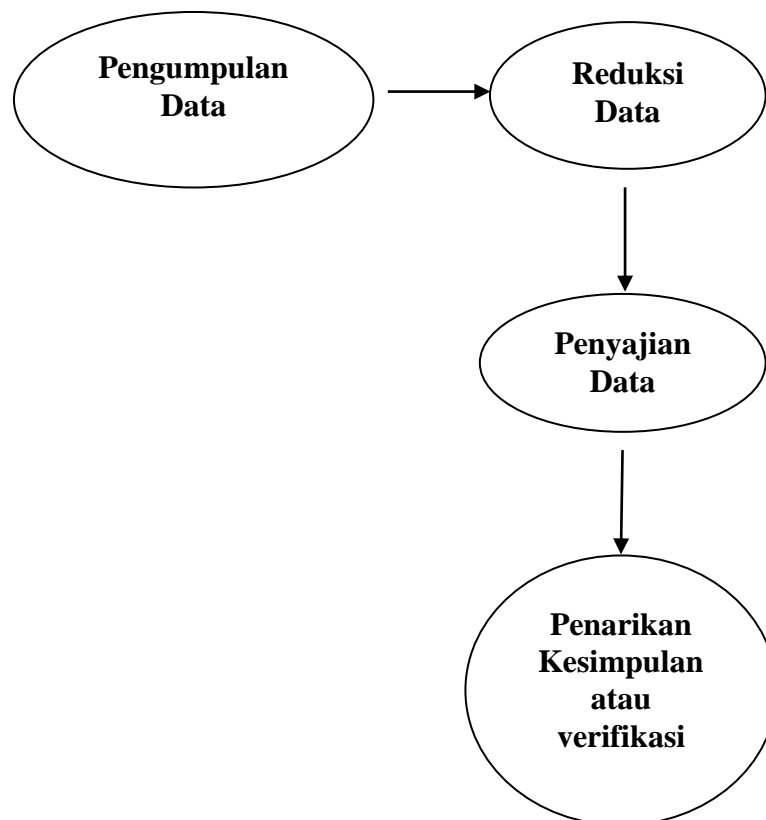 Pengumpulan
Data
Reduksi
Data
Penyajian
Data
Penarikan
Kesimpulan
atau
verifikasi